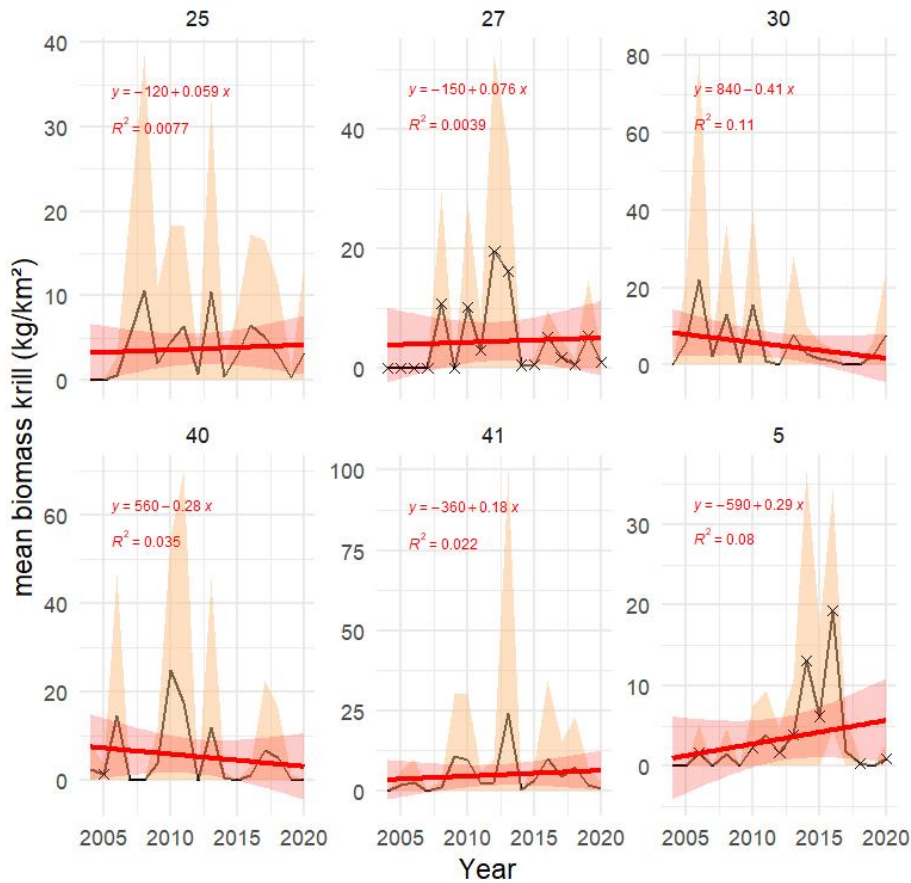 25
27
30
40
30
20
10
0
y = −120 + 0.059 x
R² = 0.0077
40
20
0
y = −150 + 0.076 x
R² = 0.0039
80
60
40
20
0
y = 840 − 0.41 x
R² = 0.11
mean biomass krill (kg/km²)
40
41
5
60
40
20
0
y = 560 − 0.28 x
R² = 0.035
100
75
50
25
0
y = −360 + 0.18 x
R² = 0.022
30
20
10
0
y = −590 + 0.29 x
R² = 0.08
2005 2010 2015 2020
2005 2010 2015 2020
2005 2010 2015 2020
Year